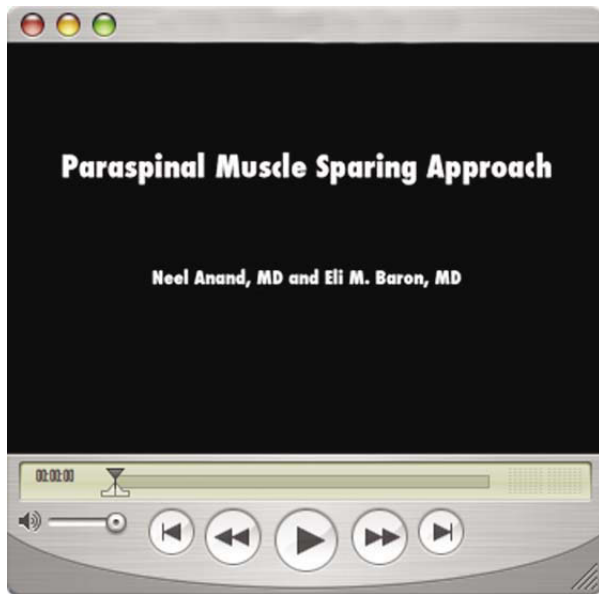 Paraspinal Muscle Sparing Approach
Neel Anand, MD and Eli M. Baron, MD
00:00:00